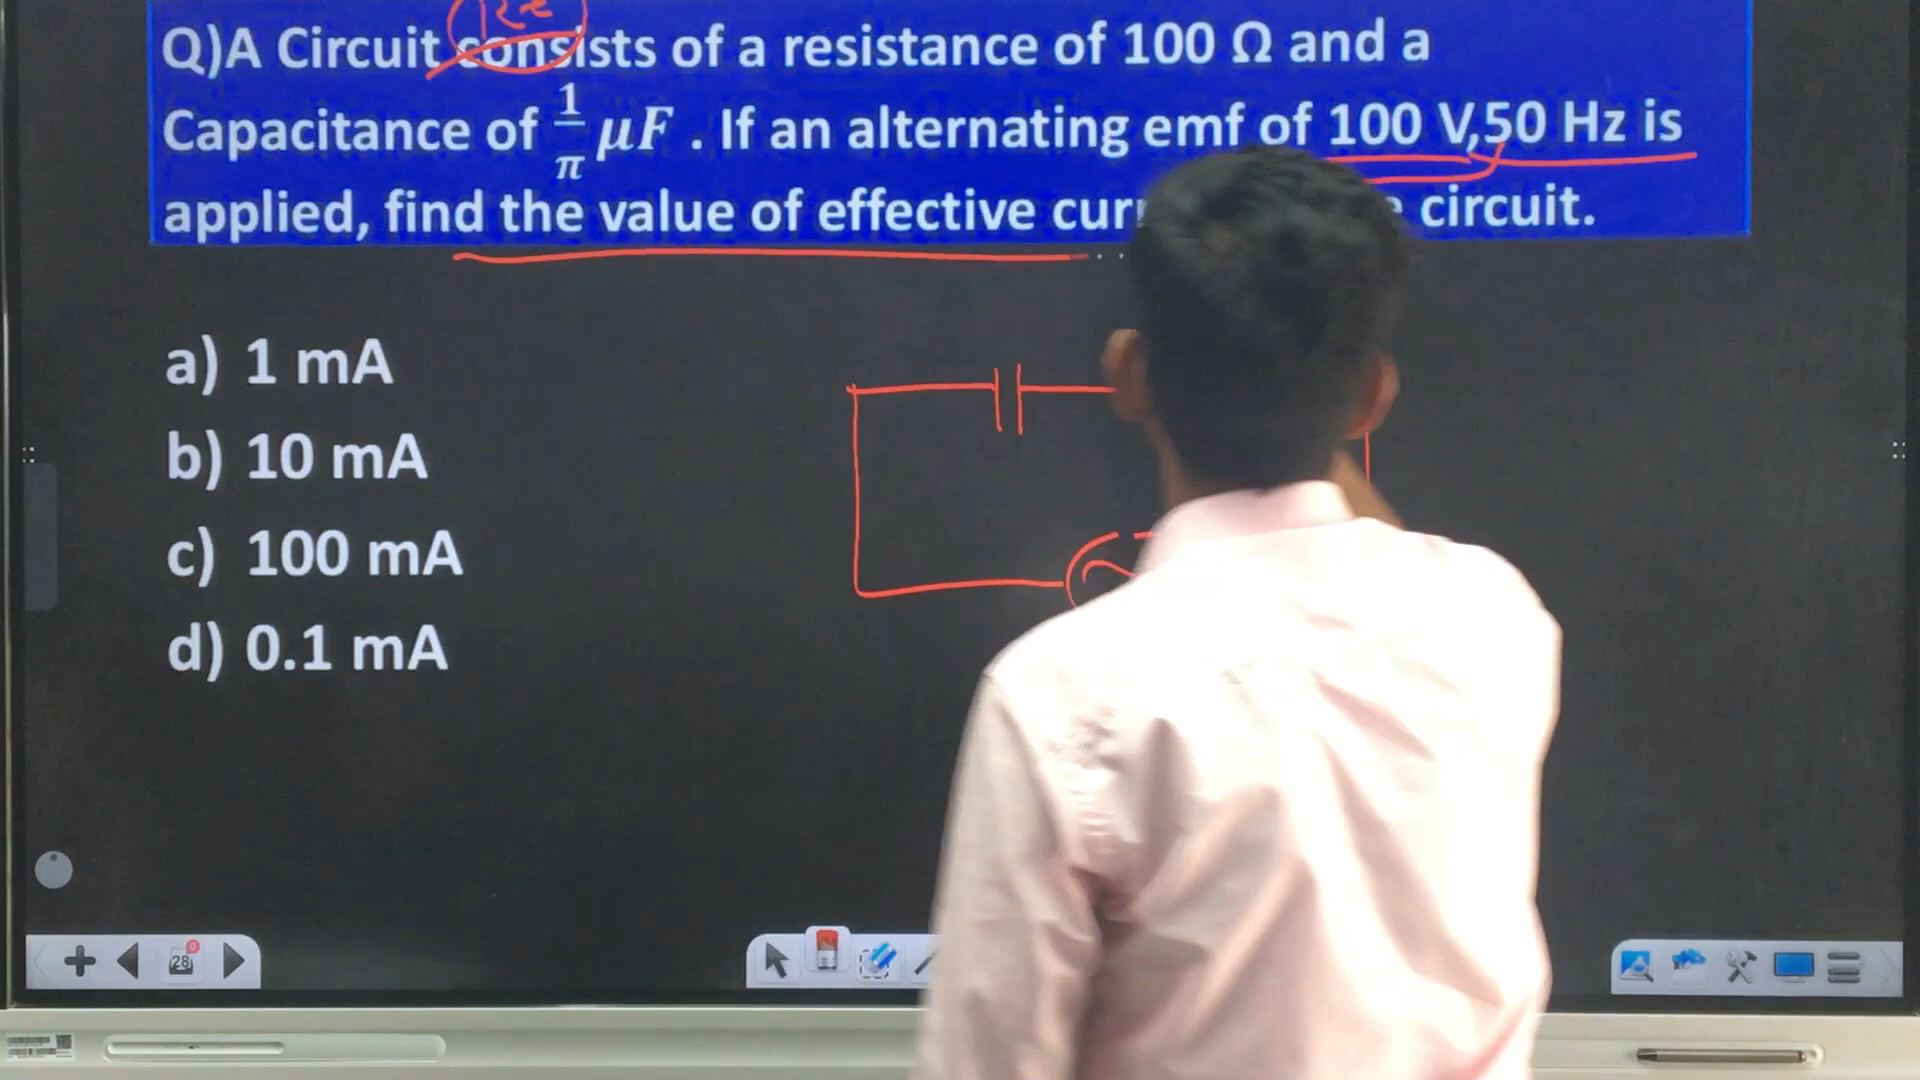 Q)A Circuit consists of a resistance of 100 Ω and a
Capacitance of 1/π μF . If an alternating emf of 100 V,50 Hz is
applied, find the value of effective circuit.
a) 1 mA
b) 10 mA
c) 100 mA
d) 0.1 mA
28